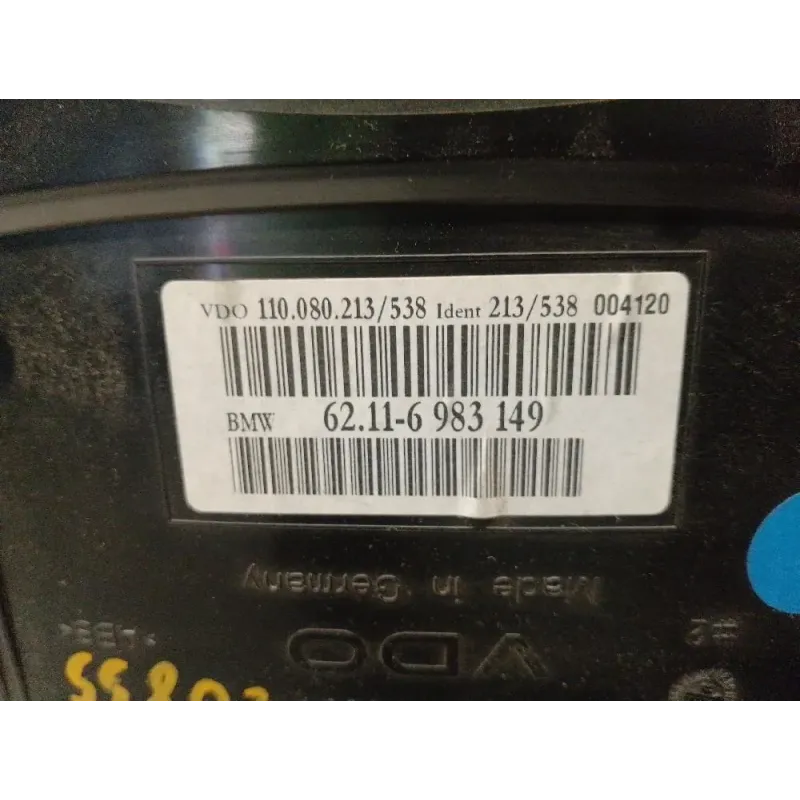 VDO 110.080.213/538 Ident 213/538 004120
BMW 62.11-6 983 149
Made in Germany
VDO
#2